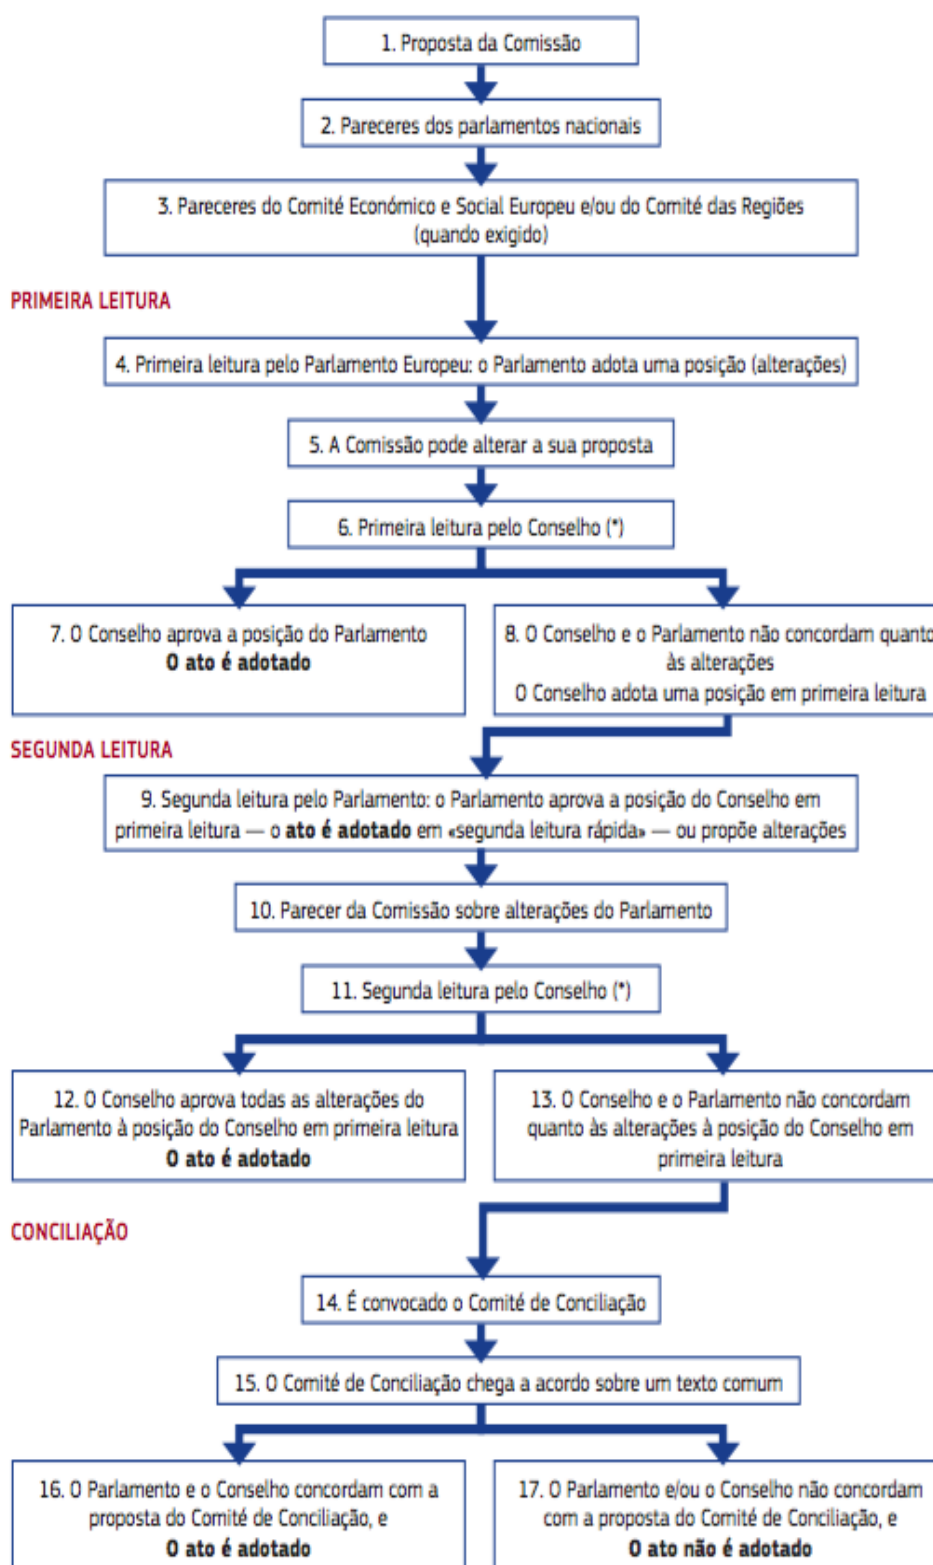 1. Proposta da Comissão
2. Pareceres dos parlamentos nacionais
3. Pareceres do Comité Económico e Social Europeu e/ou do Comité das Regiões
(quando exigido)
PRIMEIRA LEITURA
4. Primeira leitura pelo Parlamento Europeu: o Parlamento adota uma posição (alterações)
5. A Comissão pode alterar a sua proposta
6. Primeira leitura pelo Conselho (*)
7. O Conselho aprova a posição do Parlamento
O ato é adotado
8. O Conselho e o Parlamento não concordam quanto
às alterações
O Conselho adota uma posição em primeira leitura
SEGUNDA LEITURA
9. Segunda leitura pelo Parlamento: o Parlamento aprova a posição do Conselho em
primeira leitura — o ato é adotado em «segunda leitura rápida» — ou propõe alterações
10. Parecer da Comissão sobre alterações do Parlamento
11. Segunda leitura pelo Conselho (*)
12. O Conselho aprova todas as alterações do
Parlamento à posição do Conselho em primeira leitura
O ato é adotado
13. O Conselho e o Parlamento não concordam
quanto às alterações à posição do Conselho em
primeira leitura
CONCILIAÇÃO
14. É convocado o Comité de Conciliação
15. O Comité de Conciliação chega a acordo sobre um texto comum
16. O Parlamento e o Conselho concordam com a
proposta do Comité de Conciliação, e
O ato é adotado
17. O Parlamento e/ou o Conselho não concordam
com a proposta do Comité de Conciliação, e
O ato não é adotado